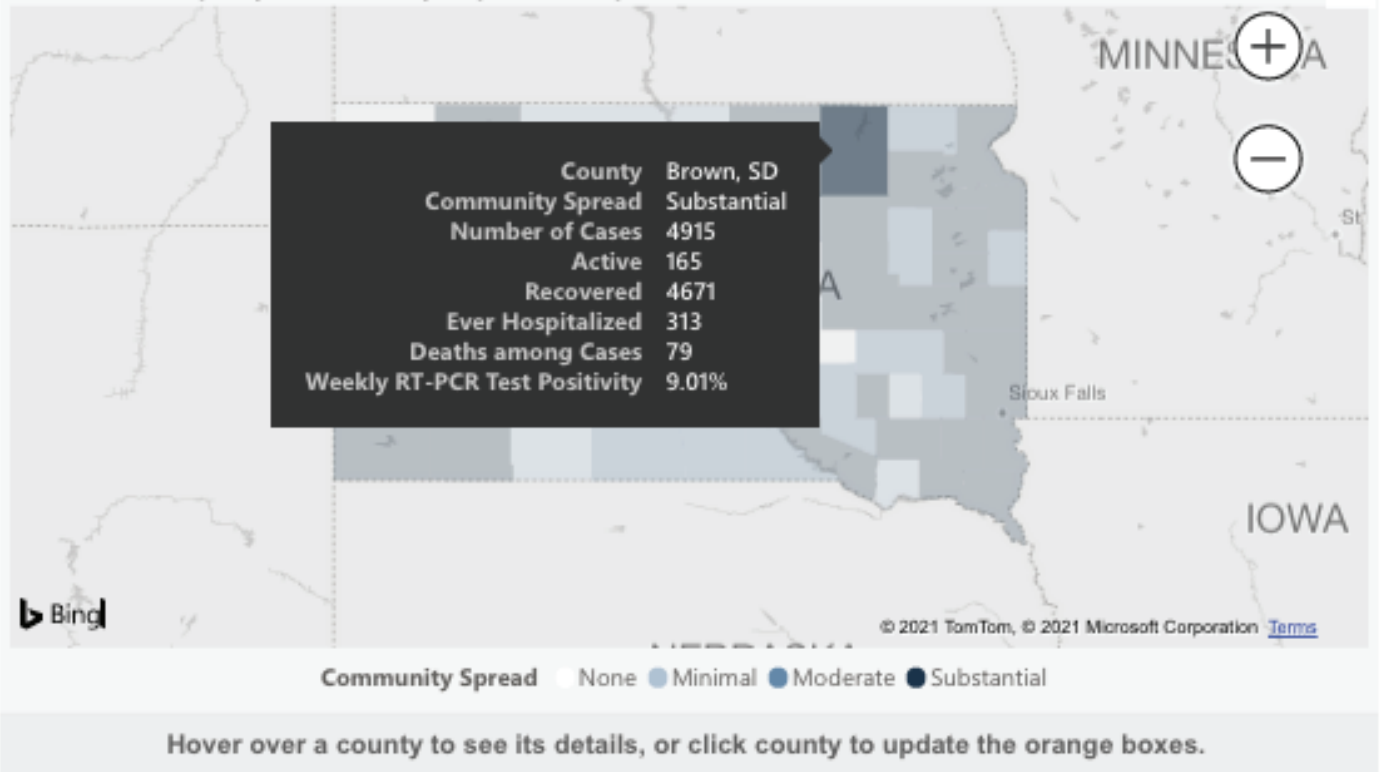 MINNES A
+
−
County Brown, SD
Community Spread Substantial
Number of Cases 4915
Active 165
Recovered 4671
Ever Hospitalized 313
Deaths among Cases 79
Weekly RT-PCR Test Positivity 9.01%
St
A
Sioux Falls
IOWA
Bing
© 2021 TomTom, © 2021 Microsoft Corporation Terms
NEBRASKA
Community Spread None Minimal Moderate Substantial
Hover over a county to see its details, or click county to update the orange boxes.